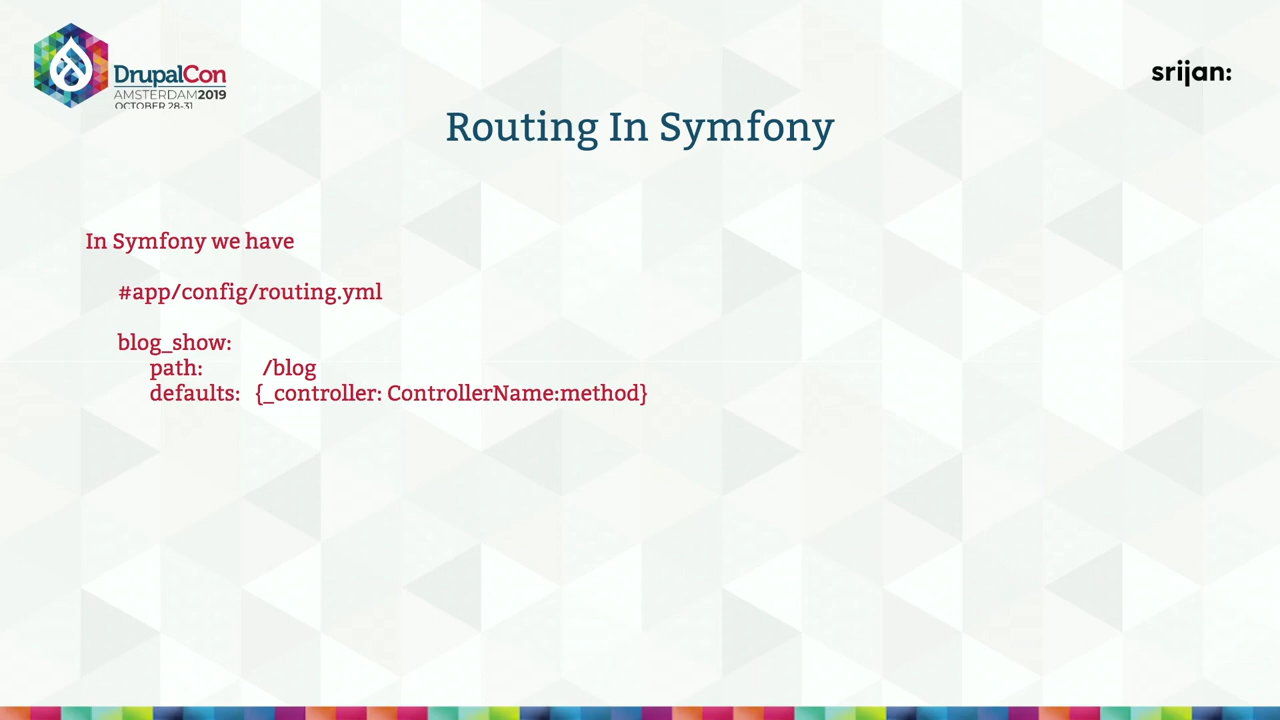 DrupalCon
AMSTERDAM2019
OCTOBER 28-31
srijan:
Routing In Symfony
In Symfony we have
#app/config/routing.yml
blog_show:
path: /blog
defaults: {_controller: ControllerName:method}